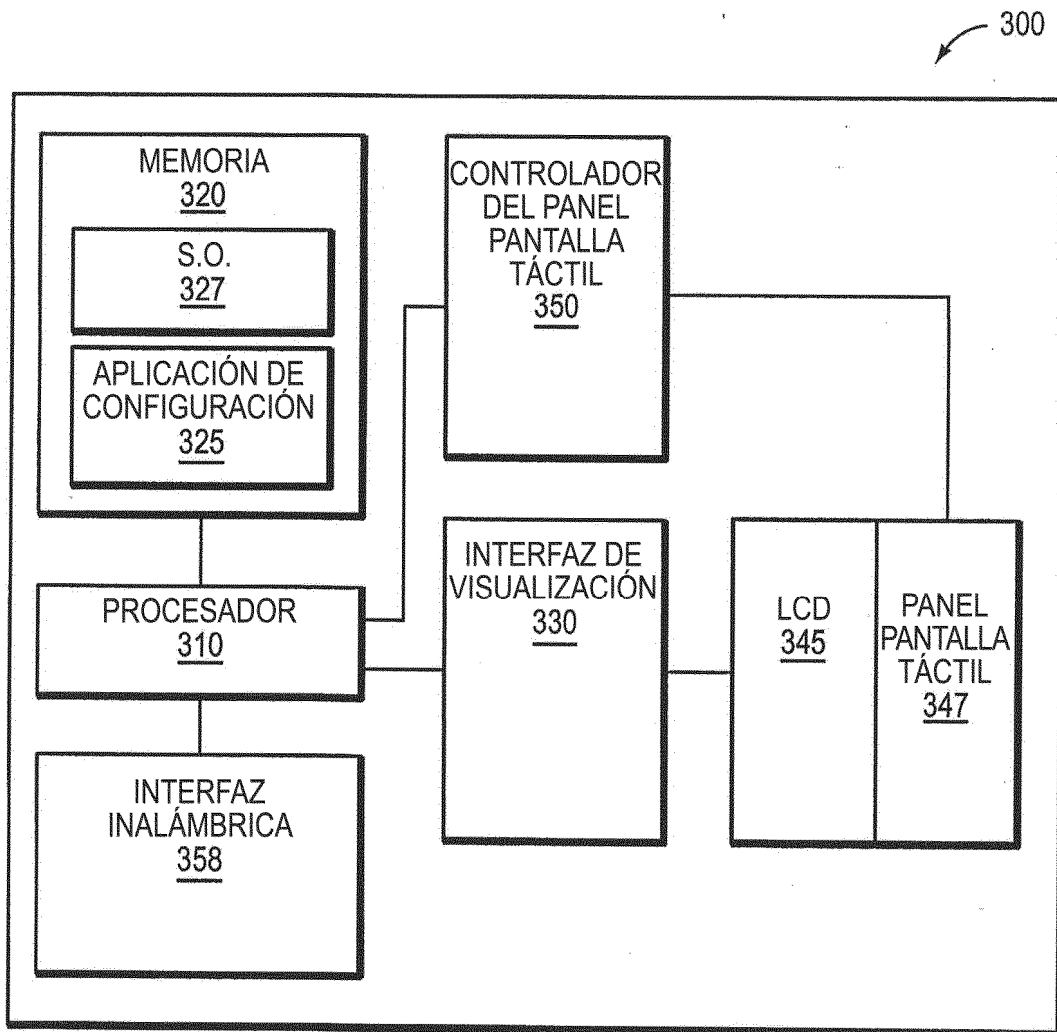 300
MEMORIA
320
S.O.
327
APLICACIÓN DE
CONFIGURACIÓN
325
CONTROLADOR
DEL PANEL
PANTALLA
TÁCTIL
350
PROCESADOR
310
INTERFAZ DE
VISUALIZACIÓN
330
LCD
345
PANEL
PANTALLA
TÁCTIL
347
INTERFAZ
INALÁMBRICA
358